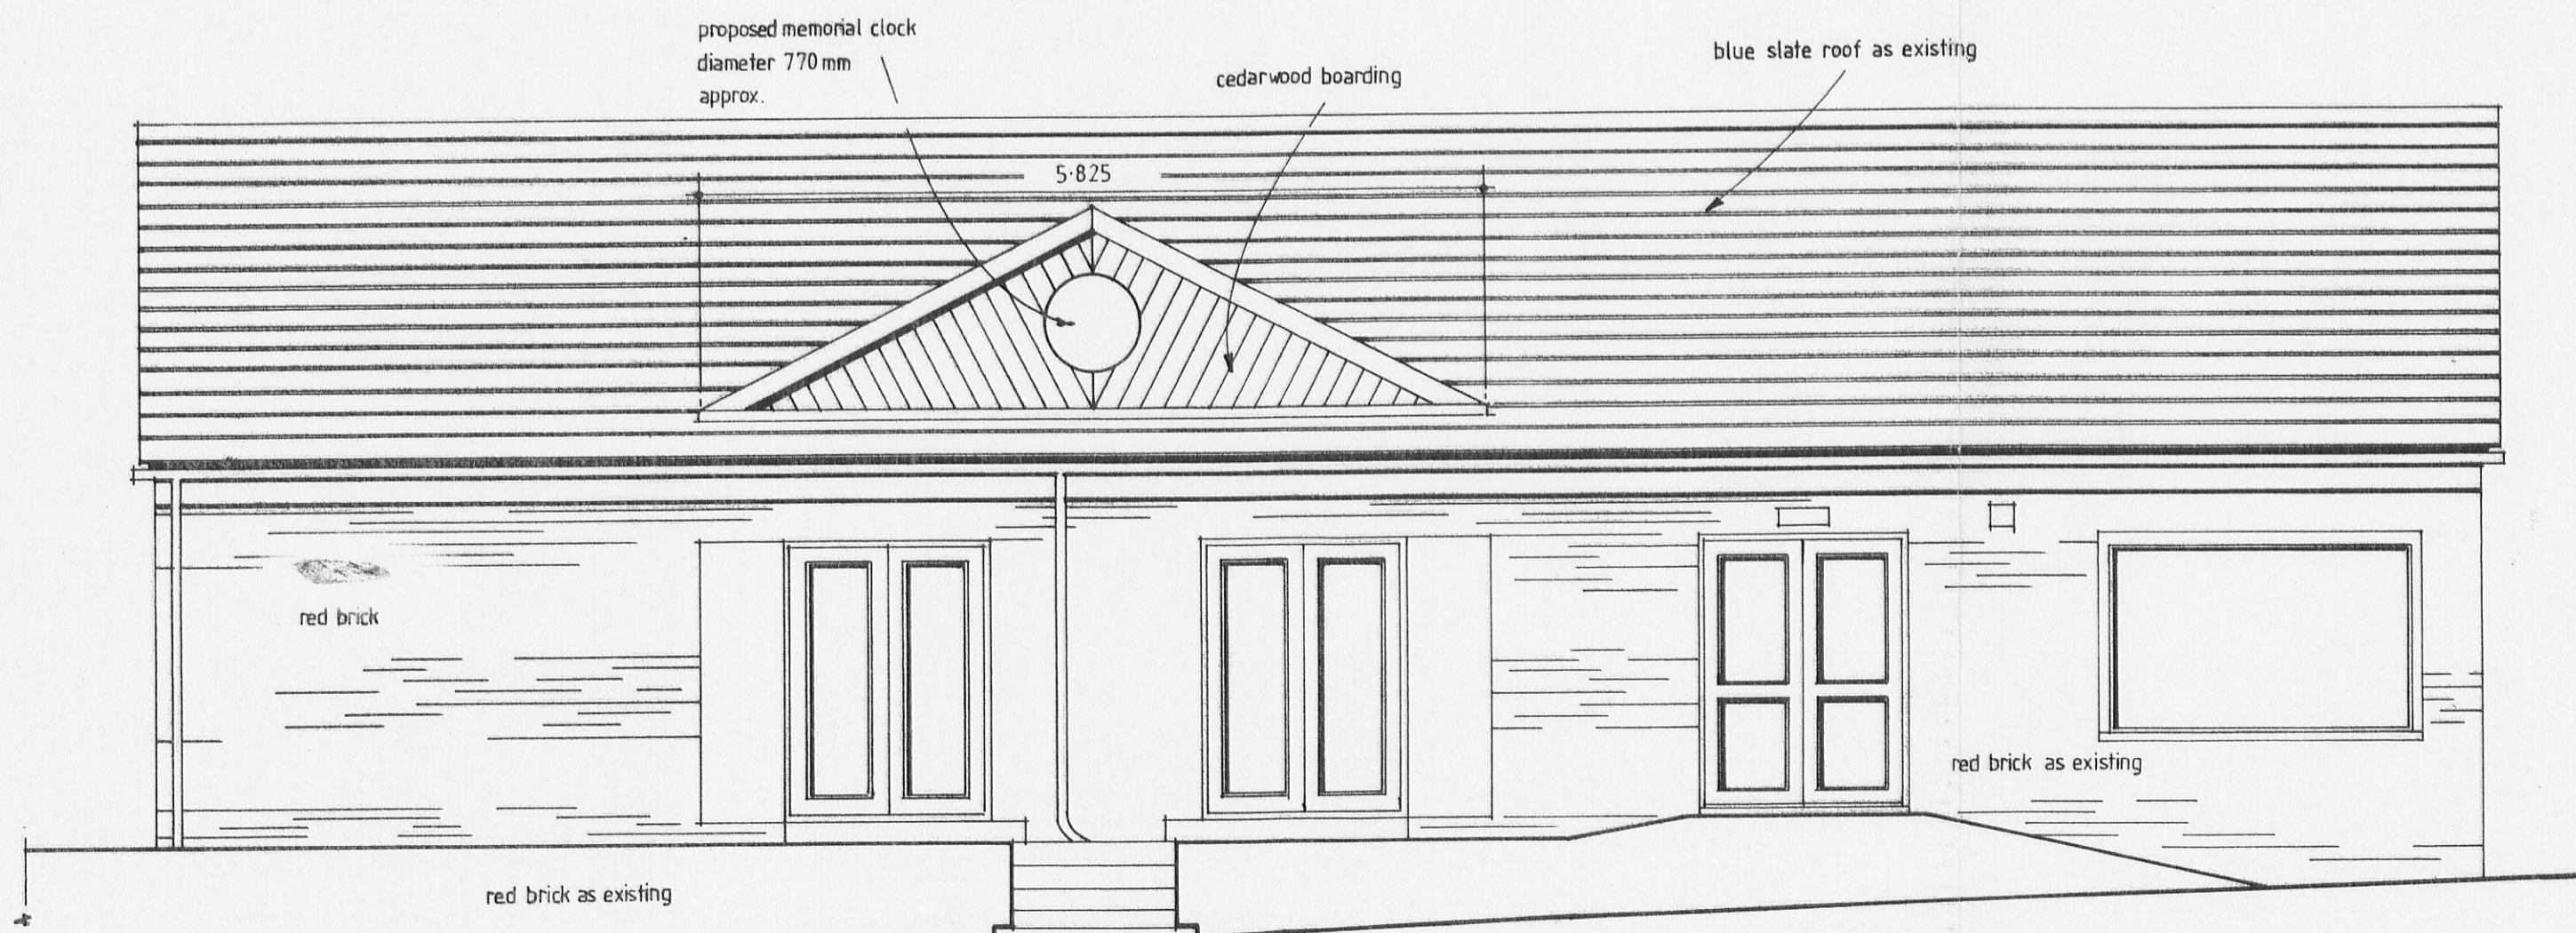 proposed memorial clock
diameter 770 mm
approx.
cedarwood boarding
blue slate roof as existing
5·825
red brick
red brick as existing
red brick as existing